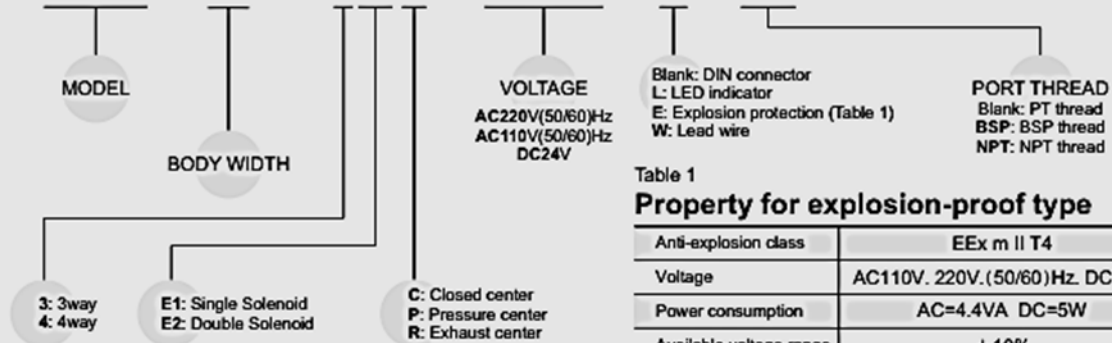 MODEL
BODY WIDTH
3: 3way
4: 4way
E1: Single Solenoid
E2: Double Solenoid
C: Closed center
P: Pressure center
R: Exhaust center
VOLTAGE
AC220V(50/60)Hz
AC110V(50/60)Hz
DC24V
Blank: DIN connector
L: LED indicator
E: Explosion protection (Table 1)
W: Lead wire
PORT THREAD
Blank: PT thread
BSP: BSP thread
NPT: NPT thread
Table 1
Property for explosion-proof type
Anti-explosion class EEx m II T4
Voltage AC110V. 220V.(50/60)Hz. DC
Power consumption AC=4.4VA DC=5W